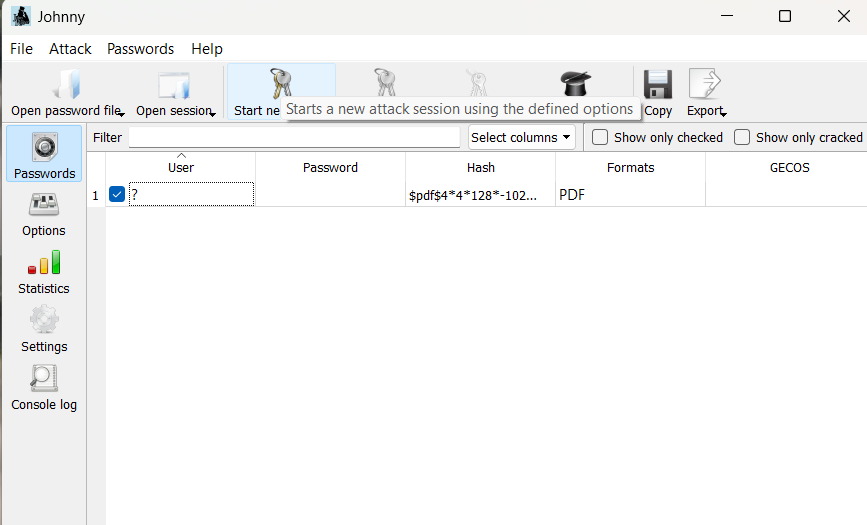 Johnny
File Attack Passwords Help
Open password file Open session Start ne Copy Export
Starts a new attack session using the defined options
Passwords Filter Select columns Show only checked Show only cracked
User Password Hash Formats GECOS
1 ? $pdf$4*4*128*-102... PDF
Options
Statistics
Settings
Console log